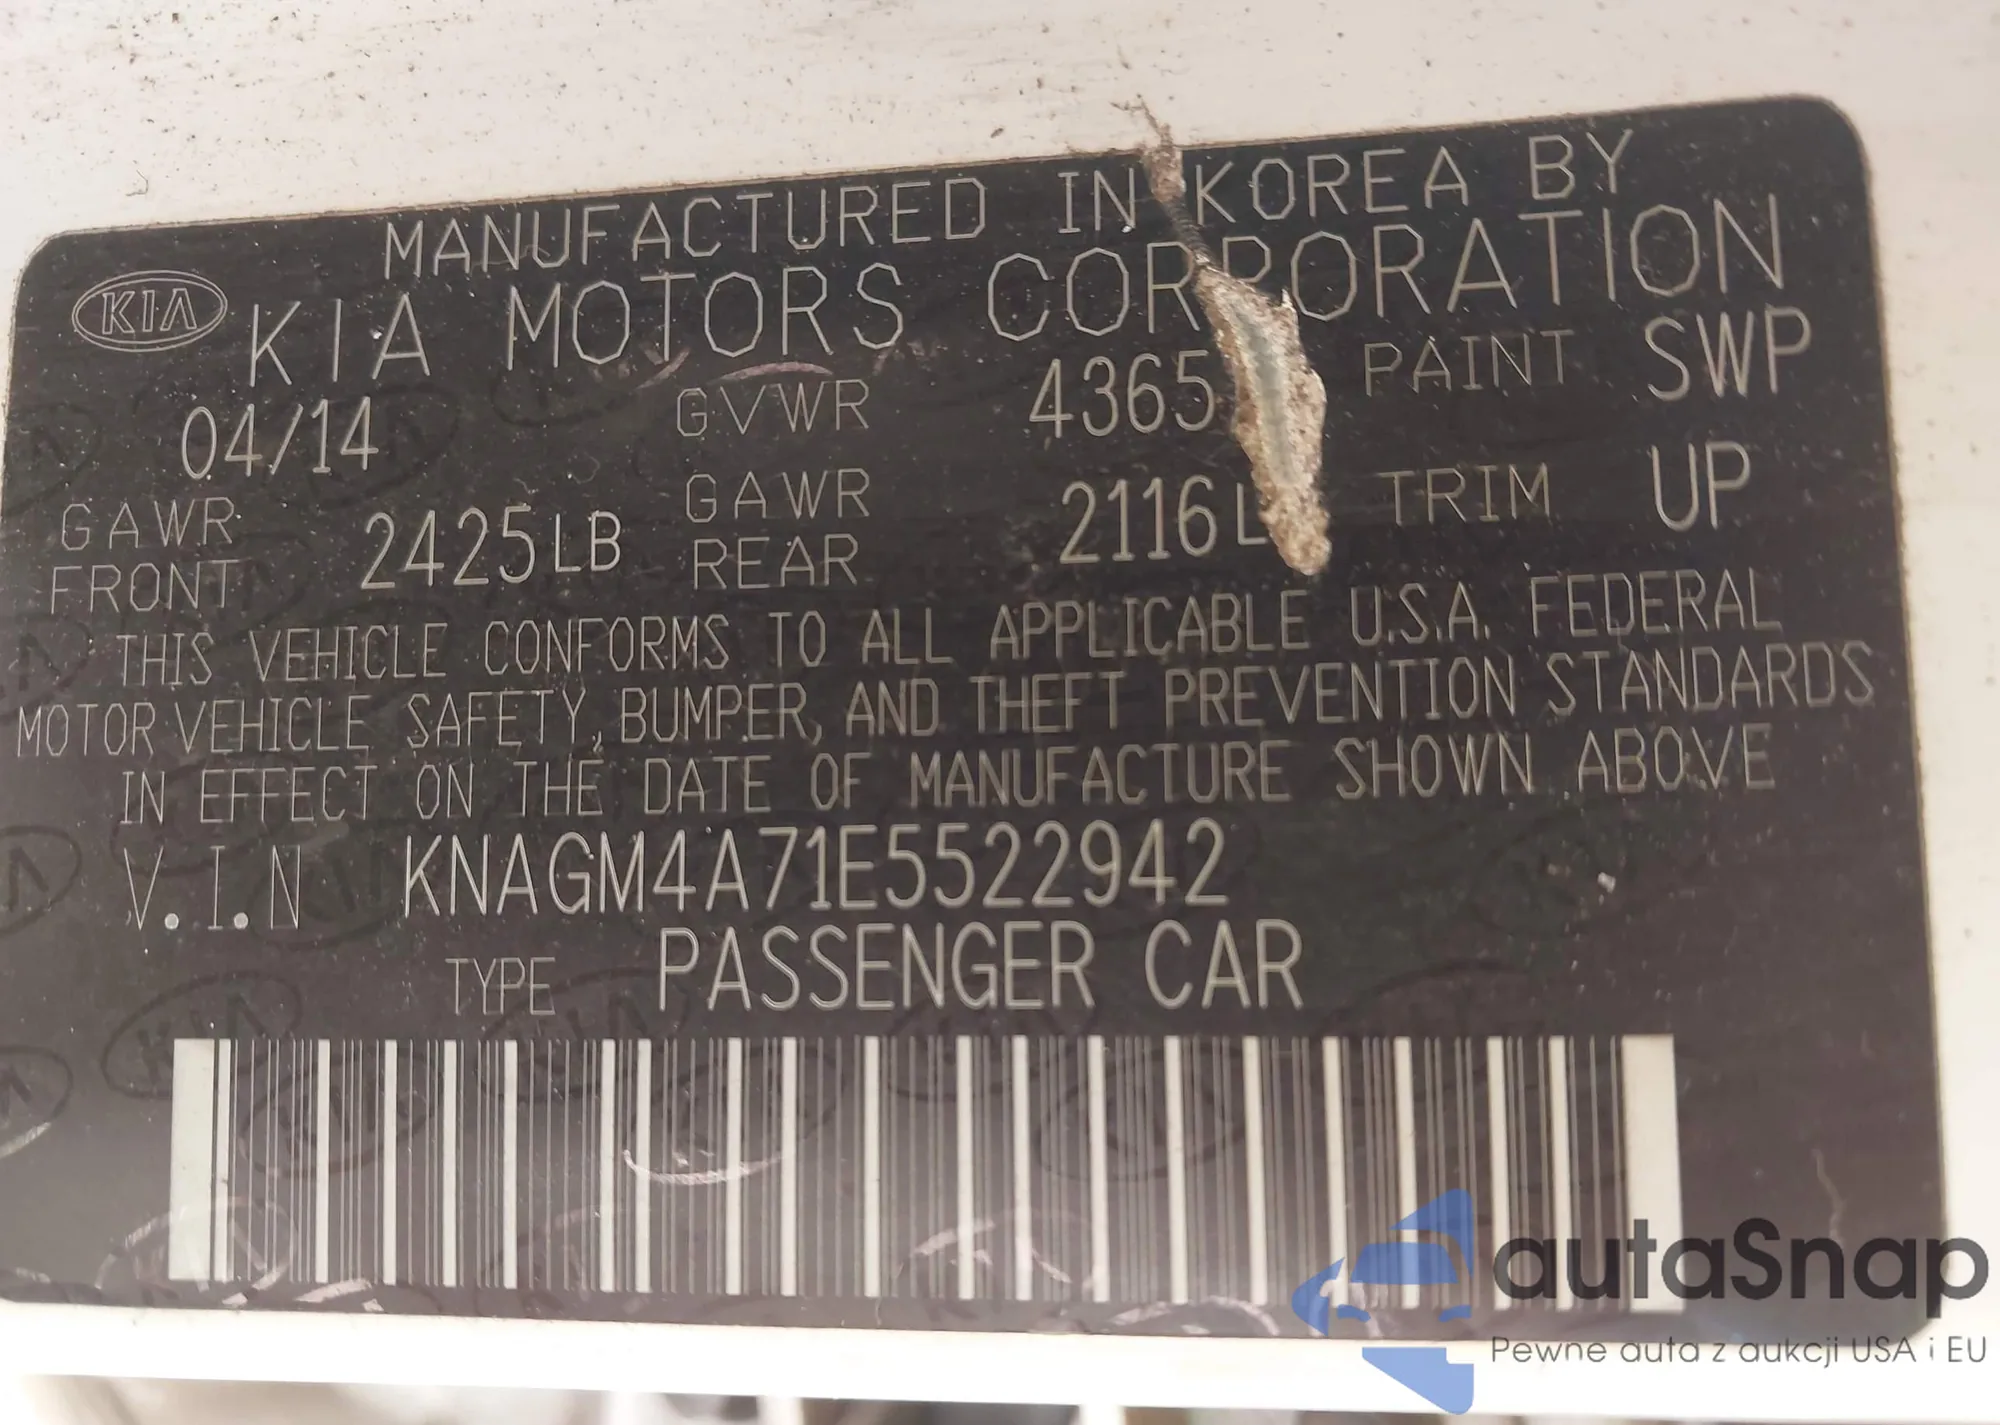 MANUFACTURED IN KOREA BY
KIA KIA MOTORS CORPORATION
04/14 GVWR 4365 PAINT SWP
GAWR FRONT 2425LB GAWR REAR 2116L TRIM UP
THIS VEHICLE CONFORMS TO ALL APPLICABLE U.S.A. FEDERAL
MOTOR VEHICLE SAFETY, BUMPER, AND THEFT PREVENTION STANDARDS
IN EFFECT ON THE DATE OF MANUFACTURE SHOWN ABOVE
V.I.N KNAGM4A71E5522942
TYPE PASSENGER CAR
autaSnap
Pewne auta z aukcji USA i EU